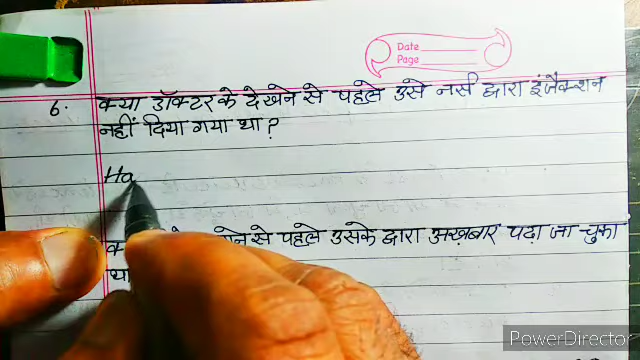 Date
Page
6. क्या डॉक्टर के देखने से पहले उसे नर्स द्वारा इंजैक्शन
नहीं दिया गया था ?
Ha
से पहले उसके द्वारा अख़बार पढ़ा जा चुका
था
PowerDirector